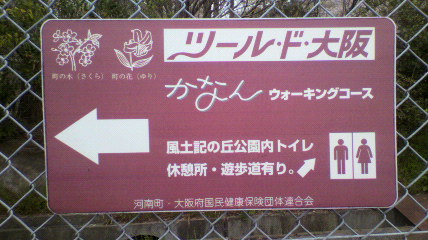 ツール・ド・大阪
町の木(さくら) 町の花(ゆり)
かなん ウォーキングコース
風土記の丘公園内トイレ
休憩所・遊歩道有り。
河南町・大阪府国民健康保険団体連合会